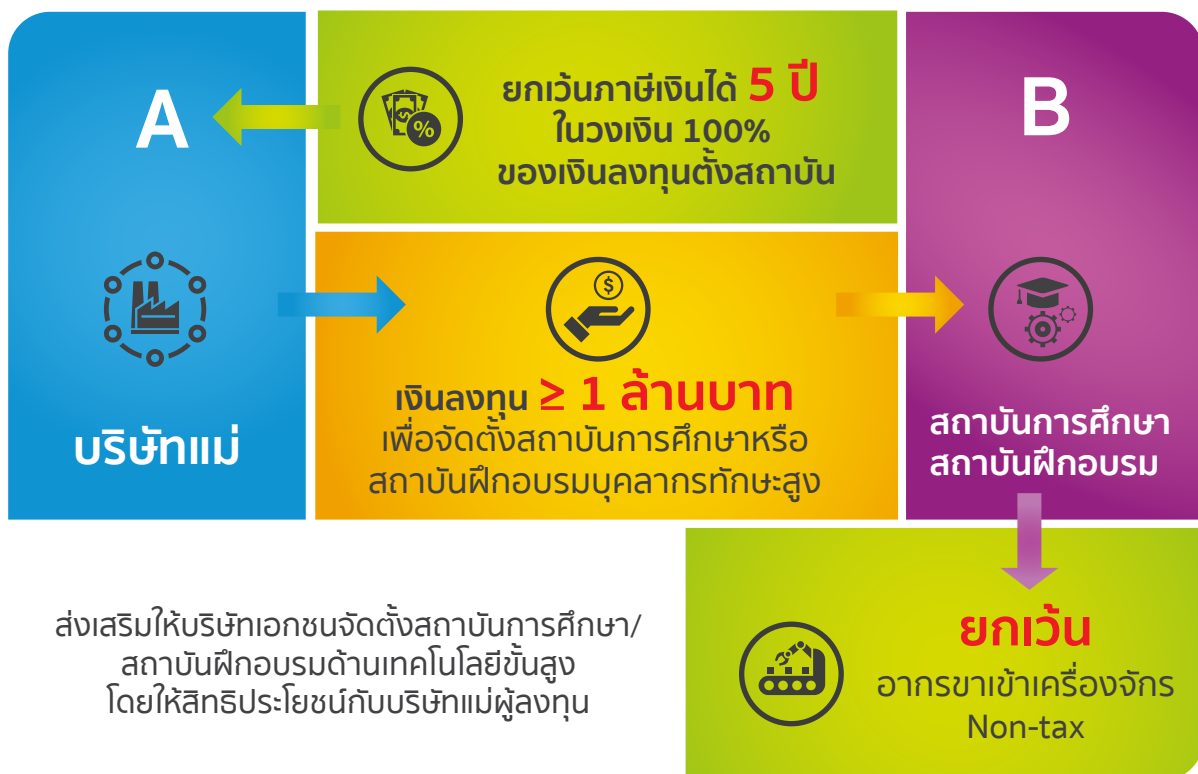 A
ยกเว้นภาษีเงินได้ 5 ปี
ในวงเงิน 100%
ของเงินลงทุนตั้งสถาบัน
B
%
$
บริษัทแม่
เงินลงทุน ≥ 1 ล้านบาท
เพื่อจัดตั้งสถาบันการศึกษาหรือ
สถาบันฝึกอบรมบุคลากรทักษะสูง
สถาบันการศึกษา
สถาบันฝึกอบรม
ส่งเสริมให้บริษัทเอกชนจัดตั้งสถาบันการศึกษา/
สถาบันฝึกอบรมด้านเทคโนโลยีขั้นสูง
โดยให้สิทธิประโยชน์กับบริษัทแม่ผู้ลงทุน
ยกเว้น
อากรขาเข้าเครื่องจักร
Non-tax